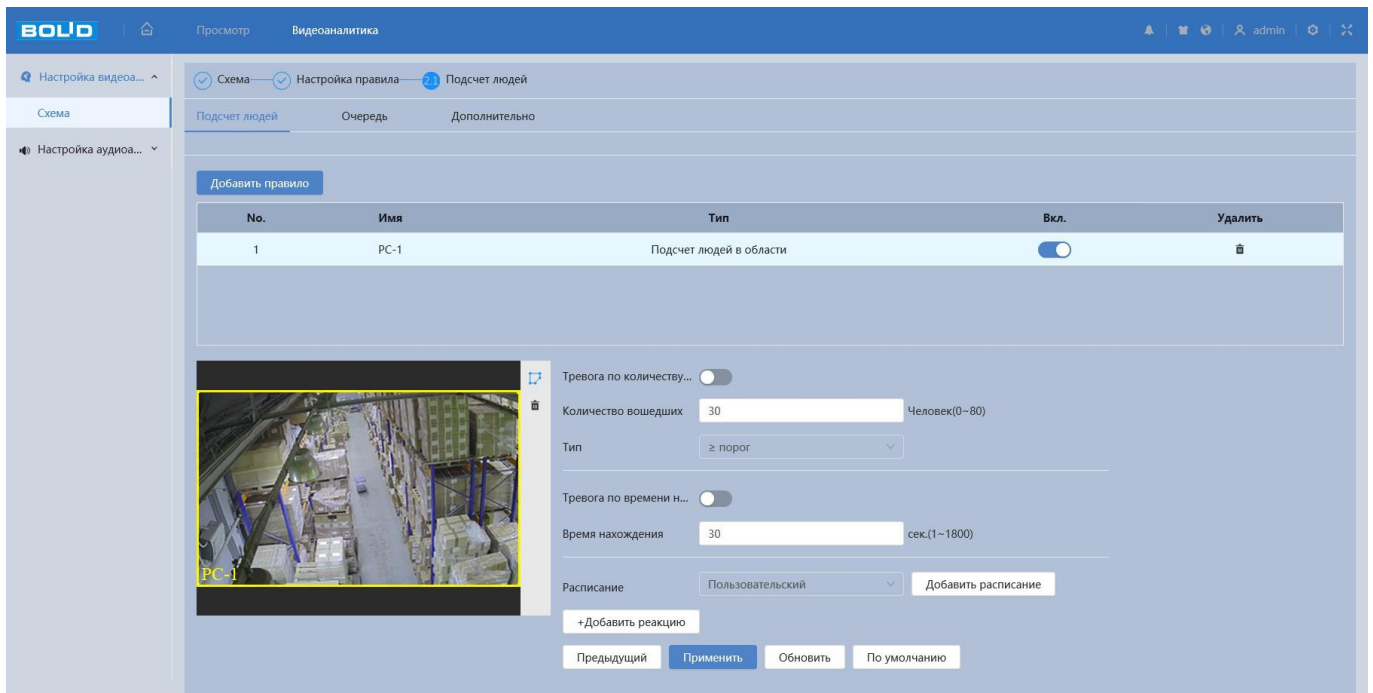 BOLID Просмотр Видеоаналитика admin
Настройка видеоа...
Схема
Настройка аудиоа...
Схема Настройка правила 2.1 Подсчет людей
Подсчет людей Очередь Дополнительно
Добавить правило
No. Имя Тип Вкл. Удалить
1 PC-1 Подсчет людей в области
PC-1
Тревога по количеству...
Количество вошедших 30 Человек(0~80)
Тип ≥ порог
Тревога по времени н...
Время нахождения 30 сек.(1~1800)
Расписание Пользовательский Добавить расписание
+Добавить реакцию
Предыдущий Применить Обновить По умолчанию